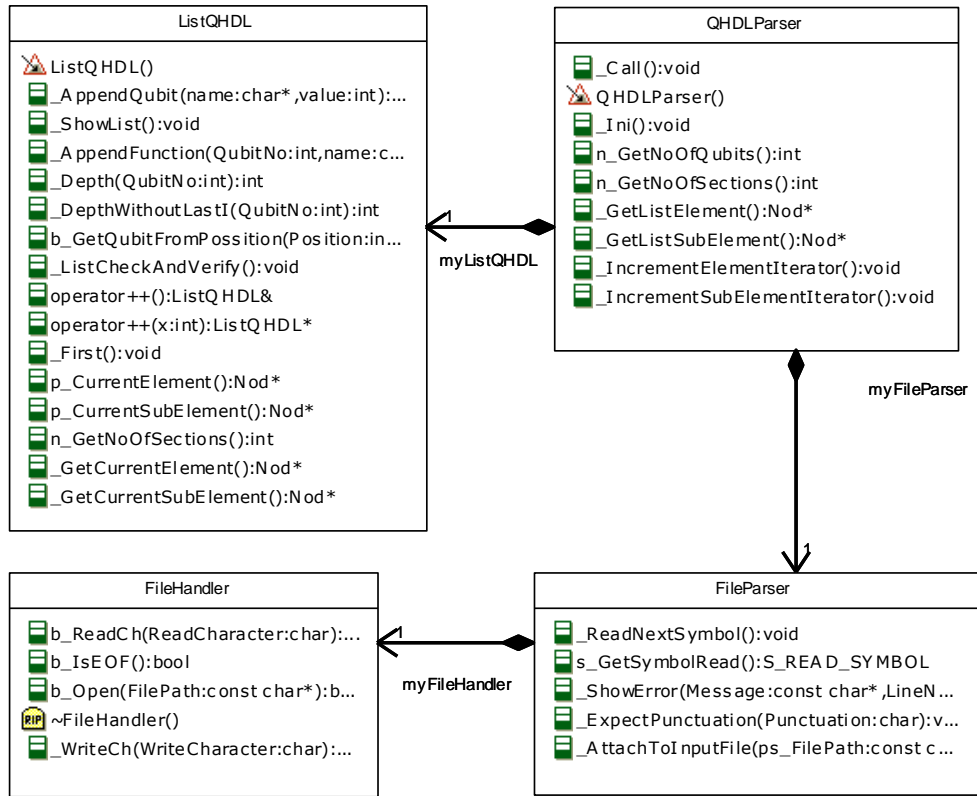 ListQHDL
ListQHDL()
_AppendQubit(name:char*,value:int):...
_ShowList():void
_AppendFunction(QubitNo:int,name:c...
_Depth(QubitNo:int):int
_DepthWithoutLastI(QubitNo:int):int
b_GetQubitFromPossition(Position:in...
_ListCheckAndVerify():void
operator++():ListQHDL&
operator++(x:int):ListQHDL*
_First():void
p_CurrentElement():Nod*
p_CurrentSubElement():Nod*
n_GetNoOfSections():int
_GetCurrentElement():Nod*
_GetCurrentSubElement():Nod*
QHDLParser
_Call():void
QHDLParser()
_Ini():void
n_GetNoOfQubits():int
n_GetNoOfSections():int
_GetListElement():Nod*
_GetListSubElement():Nod*
_IncrementElementIterator():void
_IncrementSubElementIterator():void
1
myListQHDL
myFileParser
1
FileHandler
b_ReadCh(ReadCharacter:char):...
b_IsEOF():bool
b_Open(FilePath:const char*):b...
RIP ~FileHandler()
_WriteCh(WriteCharacter:char):...
1
myFileHandler
FileParser
_ReadNextSymbol():void
s_GetSymbolRead():S_READ_SYMBOL
_ShowError(Message:const char*,LineN...
_ExpectPunctuation(Punctuation:char):v...
_AttachToInputFile(ps_FilePath:const c...